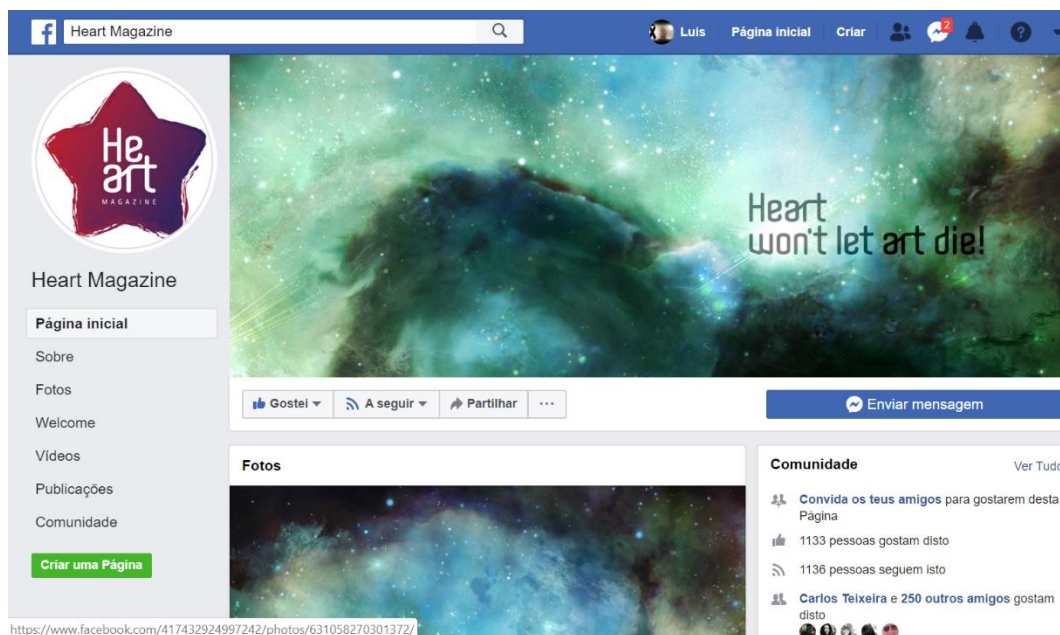 Heart Magazine
Luis
Página inicial
Criar
2
?
He
art
MAGAZINE
Heart
won't let art die!
Heart Magazine
Página inicial
Sobre
Fotos
Welcome
Vídeos
Publicações
Comunidade
Criar uma Página
Gostei
A seguir
Partilhar
...
Enviar mensagem
Fotos
Comunidade
Ver Tudo
Convida os teus amigos para gostarem desta
Página
1133 pessoas gostam disto
1136 pessoas seguem isto
Carlos Teixeira e 250 outros amigos gostam
disto
https://www.facebook.com/417432924997242/photos/631058270301372/